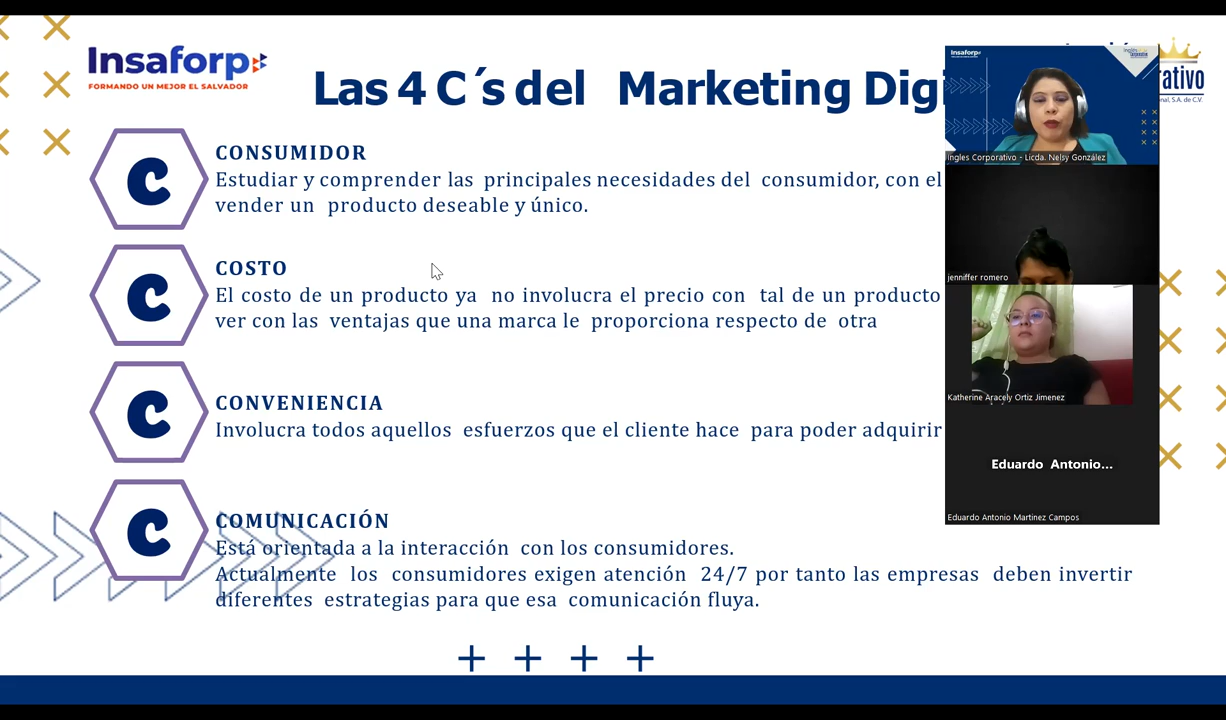 Insaforp
FORMANDO UN MEJOR EL SALVADOR
Las 4 C´s del Marketing Digi
rativo
nal, S.A. de C.V.
C
CONSUMIDOR
Estudiar y comprender las principales necesidades del consumidor, con el
vender un producto deseable y único.
C
COSTO
El costo de un producto ya no involucra el precio con tal de un producto
ver con las ventajas que una marca le proporciona respecto de otra
C
CONVENIENCIA
Involucra todos aquellos esfuerzos que el cliente hace para poder adquirir
C
COMUNICACIÓN
Está orientada a la interacción con los consumidores.
Actualmente los consumidores exigen atención 24/7 por tanto las empresas deben invertir
diferentes estrategias para que esa comunicación fluya.
Insaforp
Ingles Corporativo - Licda. Nelsy González
jenniffer romero
Katherine Aracely Ortiz Jimenez
Eduardo Antonio...
Eduardo Antonio Martinez Campos